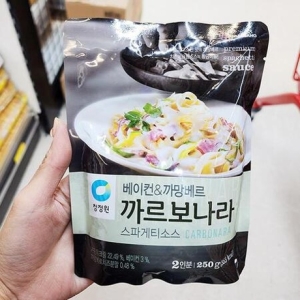 premium
spaghetti
sauce
청정원
베이컨&까망베르
까르보나라
스파게티소스 CARBONARA
2인분 250 g